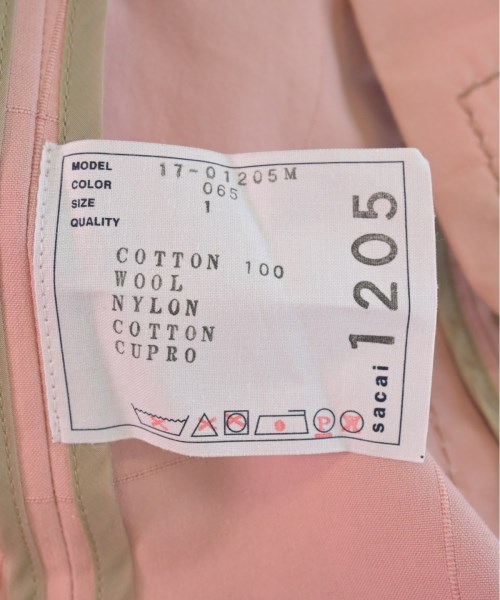 MODEL 17-01205M
COLOR 065
SIZE 1
QUALITY
COTTON 100
WOOL
NYLON
COTTON
CUPRO
P
sacai 1205